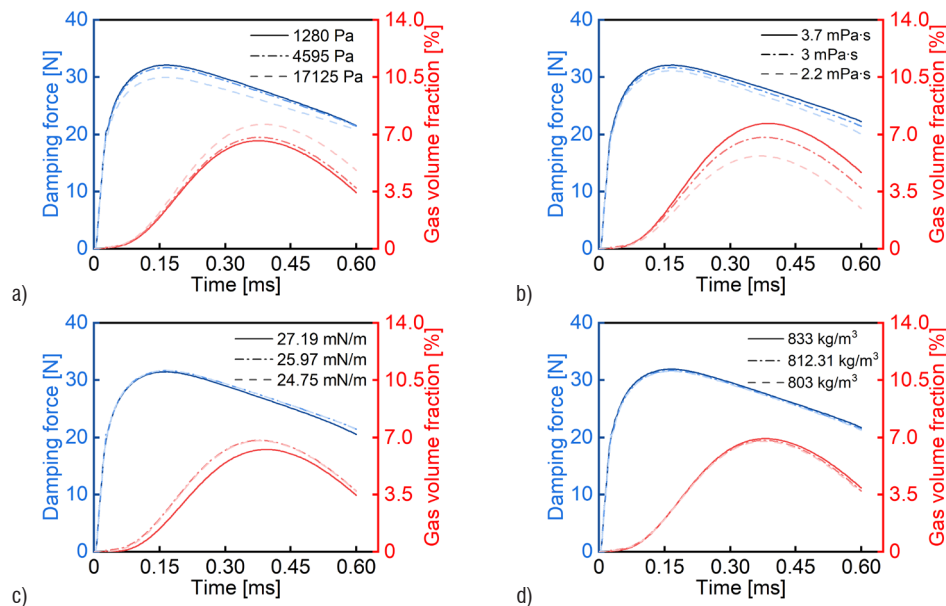 40
30
20
10
0
Damping force [N]
1280 Pa
4595 Pa
17125 Pa
14.0
10.5
7.0
3.5
0
Gas volume fraction [%]
0 0.15 0.30 0.45 0.60
Time [ms]
a)
40
30
20
10
0
Damping force [N]
3.7 mPa·s
3 mPa·s
2.2 mPa·s
14.0
10.5
7.0
3.5
0
Gas volume fraction [%]
0 0.15 0.30 0.45 0.60
Time [ms]
b)
40
30
20
10
0
Damping force [N]
27.19 mN/m
25.97 mN/m
24.75 mN/m
14.0
10.5
7.0
3.5
0
Gas volume fraction [%]
0 0.15 0.30 0.45 0.60
Time [ms]
c)
40
30
20
10
0
Damping force [N]
833 kg/m³
812.31 kg/m³
803 kg/m³
14.0
10.5
7.0
3.5
0
Gas volume fraction [%]
0 0.15 0.30 0.45 0.60
Time [ms]
d)